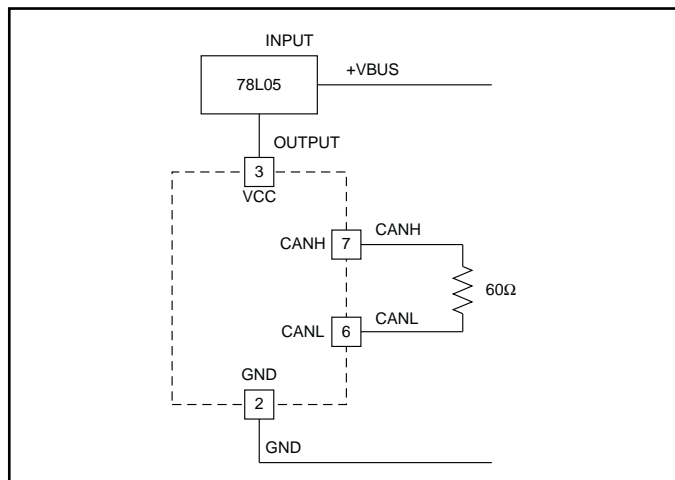 INPUT
78L05
+VBUS
OUTPUT
3
VCC
CANH
7
CANH
60Ω
CANL
6
CANL
GND
2
GND